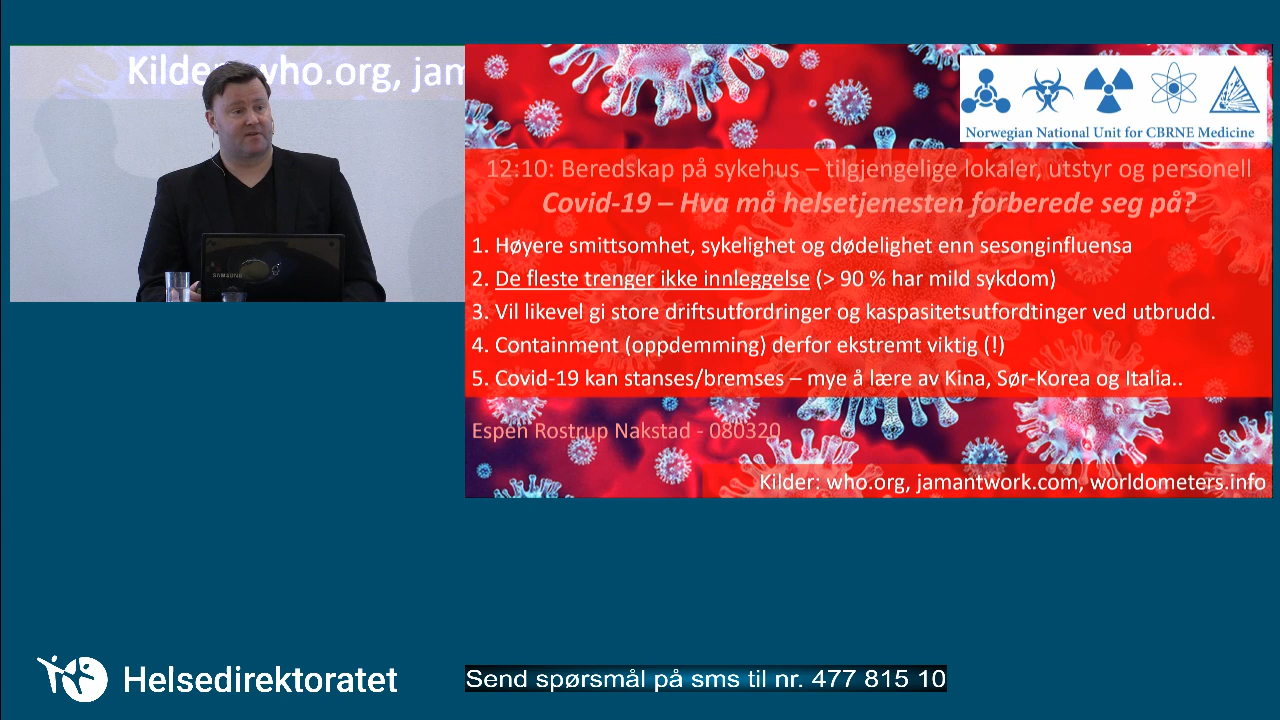 Kilder: who.org, jam
SAMSUNG
Norwegian National Unit for CBRNE Medicine
12:10: Beredskap på sykehus – tilgjengelige lokaler, utstyr og personell
Covid-19 – Hva må helsetjenesten forberede seg på?
1. Høyere smittsomhet, sykelighet og dødelighet enn sesonginfluensa
2. De fleste trenger ikke innleggelse (> 90 % har mild sykdom)
3. Vil likevel gi store driftsutfordringer og kaspasitetsutfordtinger ved utbrudd.
4. Containment (oppdemming) derfor ekstremt viktig (!)
5. Covid-19 kan stanses/bremses – mye å lære av Kina, Sør-Korea og Italia..
Espen Rostrup Nakstad - 080320
Kilder: who.org, jamantwork.com, worldometers.info
Helsedirektoratet
Send spørsmål på sms til nr. 477 815 10